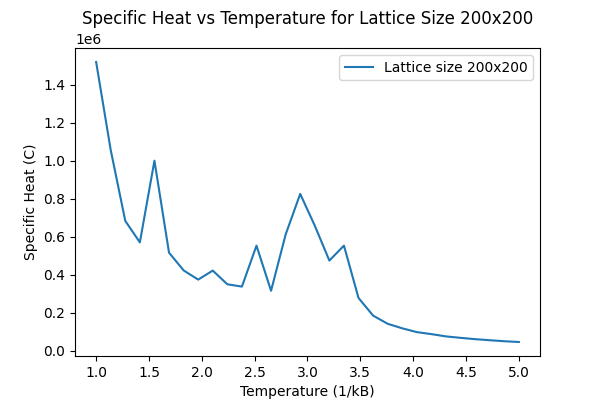 Specific Heat vs Temperature for Lattice Size 200x200
1e6
Lattice size 200x200
1.4
1.2
1.0
0.8
0.6
0.4
0.2
0.0
Specific Heat (C)
1.0 1.5 2.0 2.5 3.0 3.5 4.0 4.5 5.0
Temperature (1/kB)